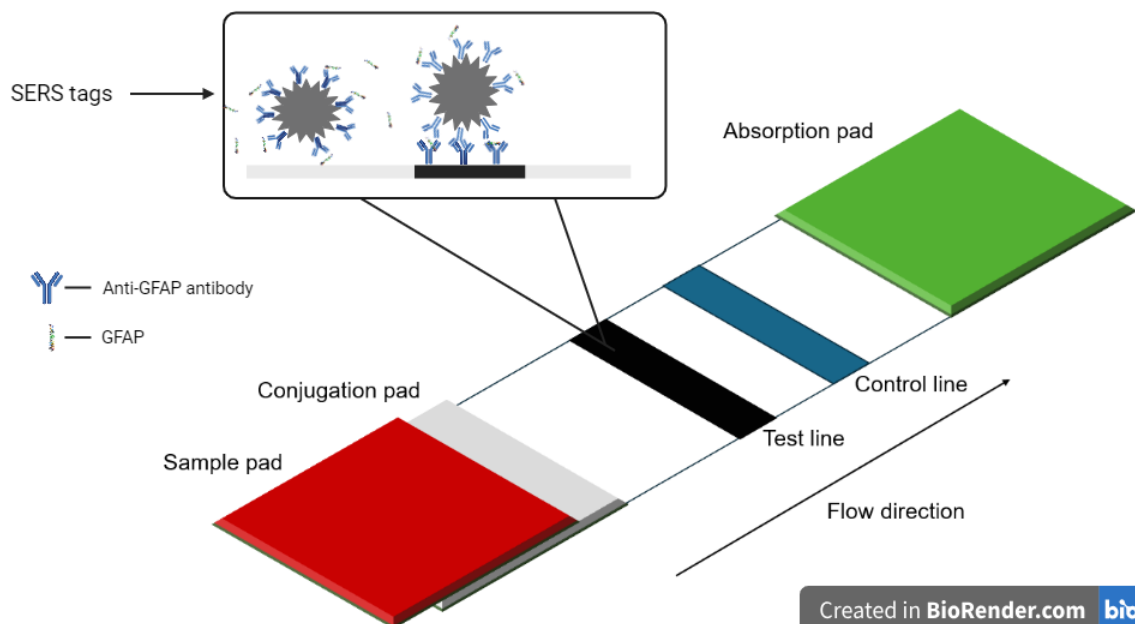 SERS tags
Absorption pad
Anti-GFAP antibody
GFAP
Conjugation pad
Control line
Test line
Sample pad
Flow direction
Created in BioRender.com bio